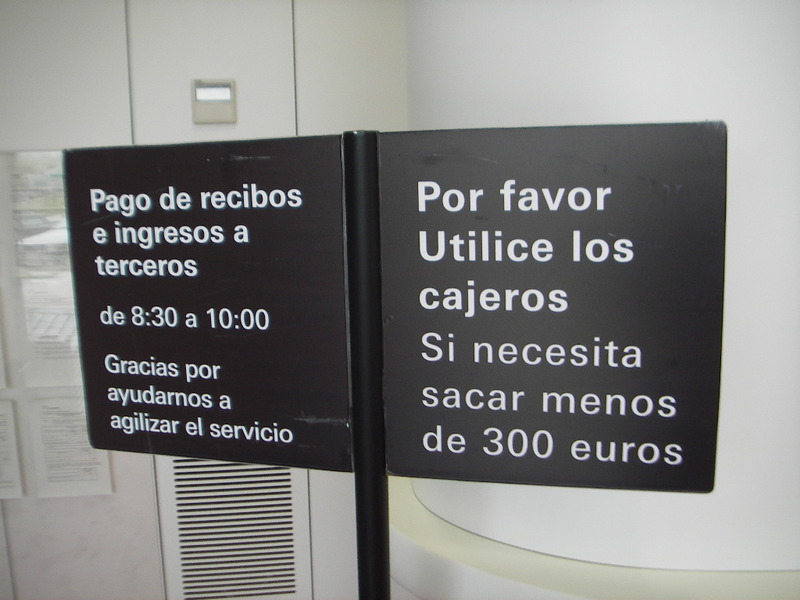 Pago de recibos
e ingresos a
terceros
de 8:30 a 10:00
Gracias por
ayudarnos a
agilizar el servicio
Por favor
Utilice los
cajeros
Si necesita
sacar menos
de 300 euros